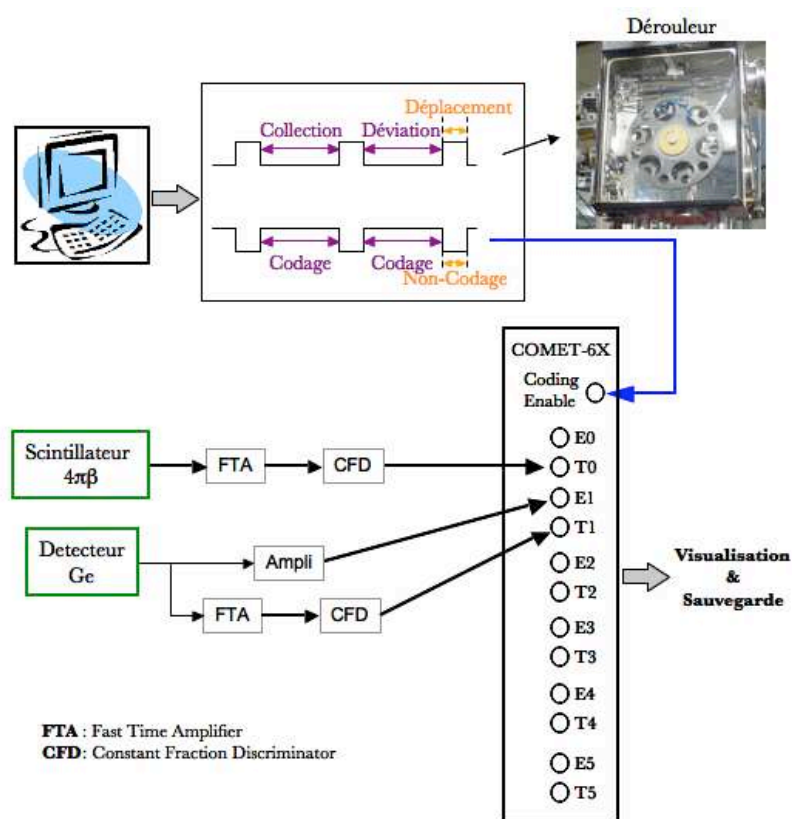 Dérouleur
Déplacement
Collection
Déviation
Codage
Codage
Non-Codage
COMET-6X
Coding
Enable
E0
Scintillateur
4πβ
FTA
CFD
T0
E1
T1
Detecteur
Ge
Ampli
FTA
CFD
E2
T2
E3
T3
E4
T4
E5
T5
Visualisation
&
Sauvegarde
FTA : Fast Time Amplifier
CFD: Constant Fraction Discriminator